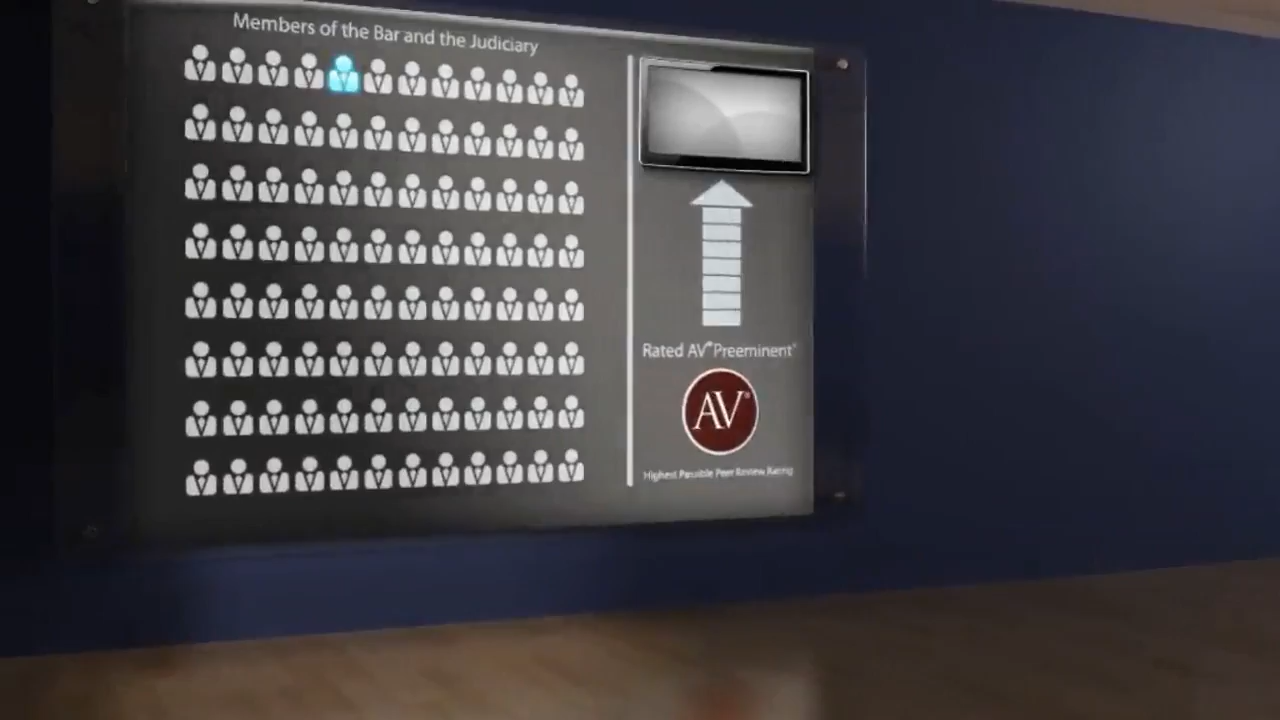 Members of the Bar and the Judiciary
Rated AV® Preeminent®
AV®
Highest Possible Peer Review Rating